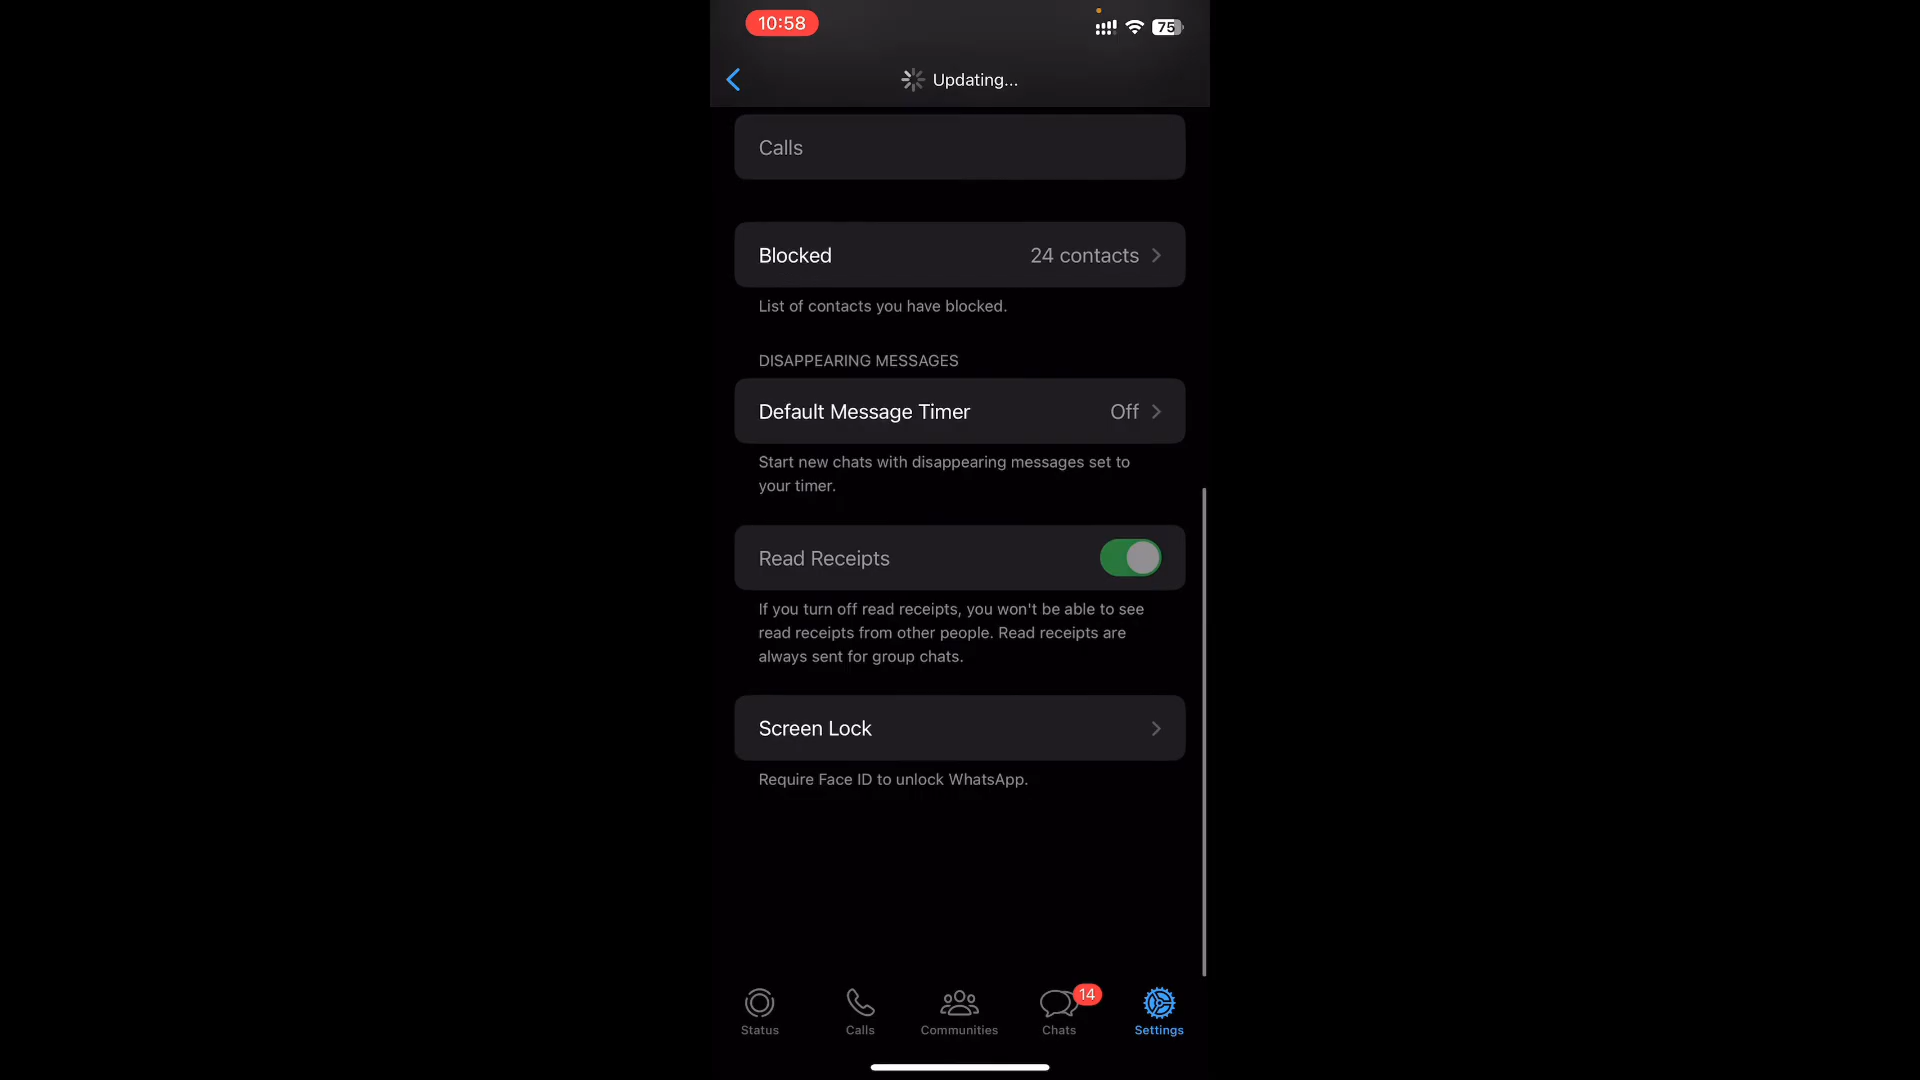 10:58
75
Updating...
Calls
Blocked 24 contacts
List of contacts you have blocked.
DISAPPEARING MESSAGES
Default Message Timer Off
Start new chats with disappearing messages set to
your timer.
Read Receipts
If you turn off read receipts, you won't be able to see
read receipts from other people. Read receipts are
always sent for group chats.
Screen Lock
Require Face ID to unlock WhatsApp.
14
Status Calls Communities Chats Settings